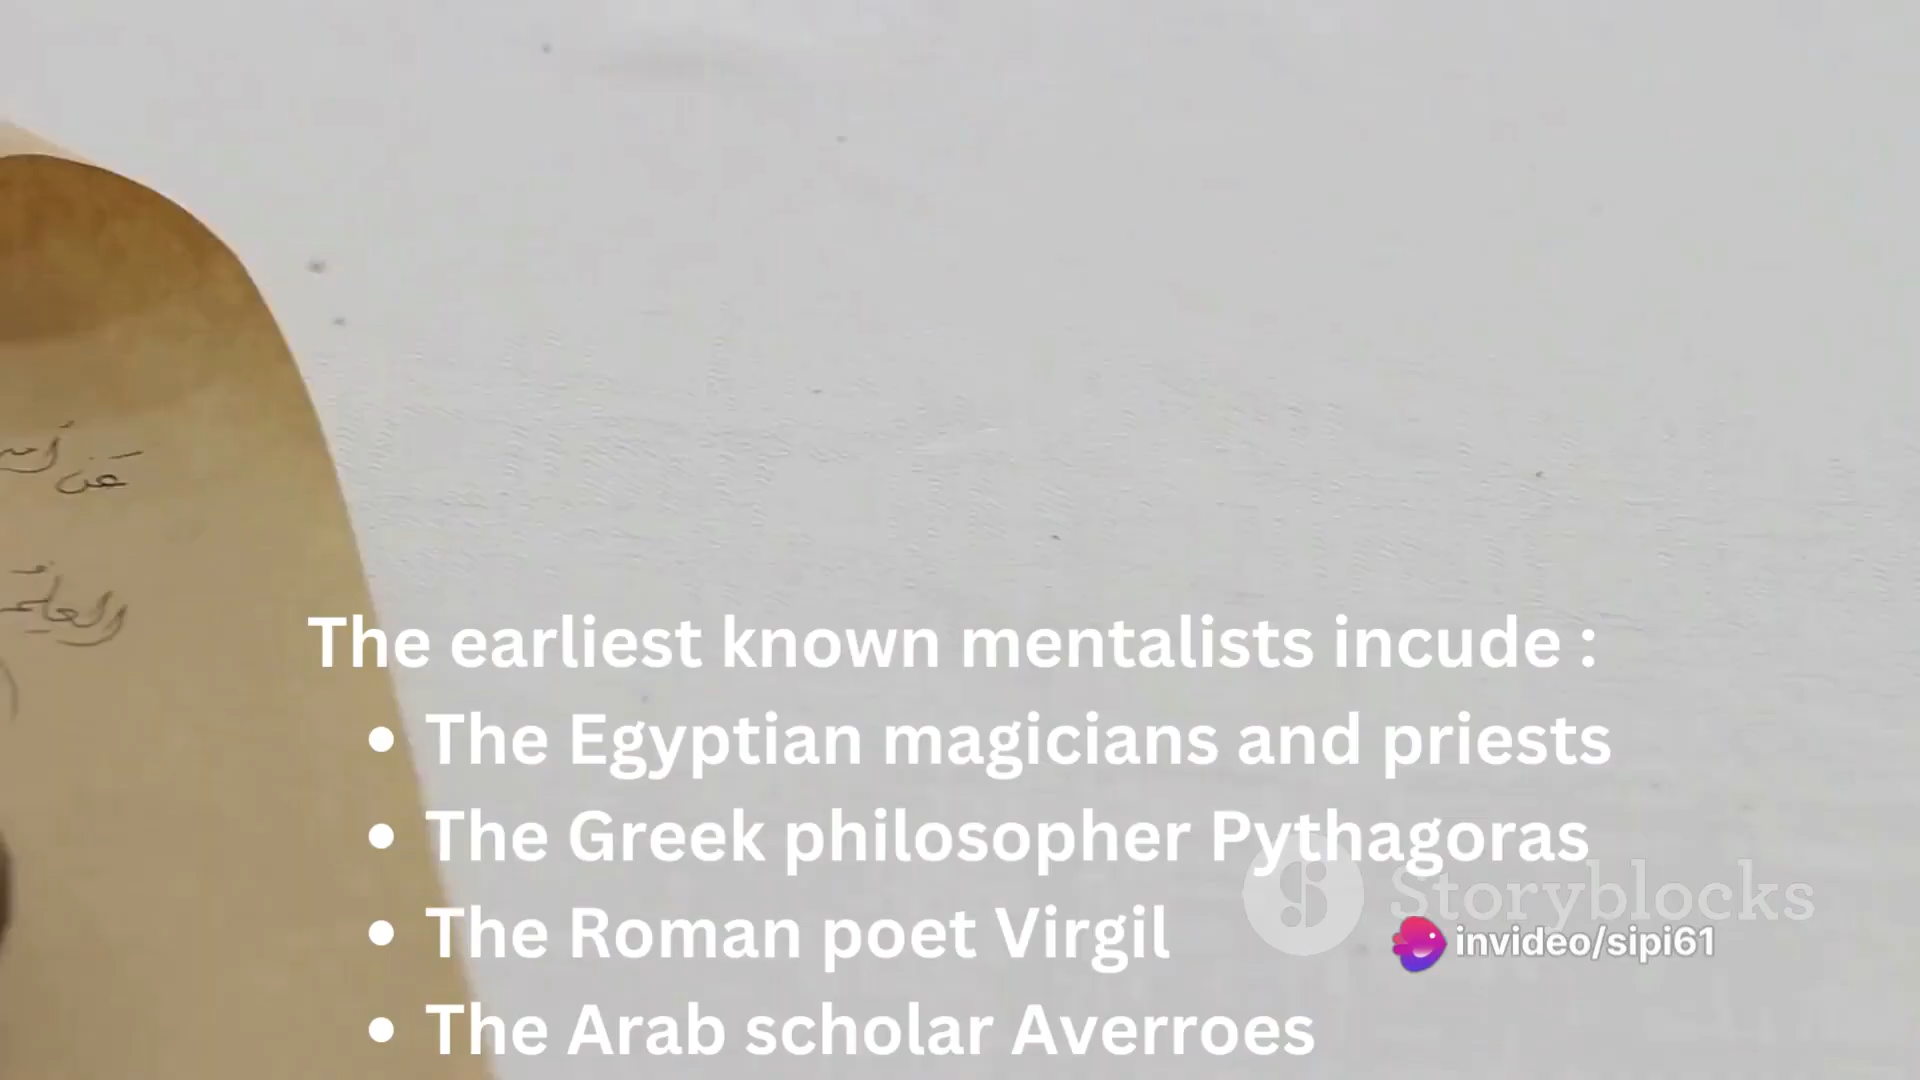 عن
The earliest known mentalists incude :
• The Egyptian magicians and priests
• The Greek philosopher Pythagoras
• The Roman poet Virgil
• The Arab scholar Averroes
Storyblocks
invideo/sipi61